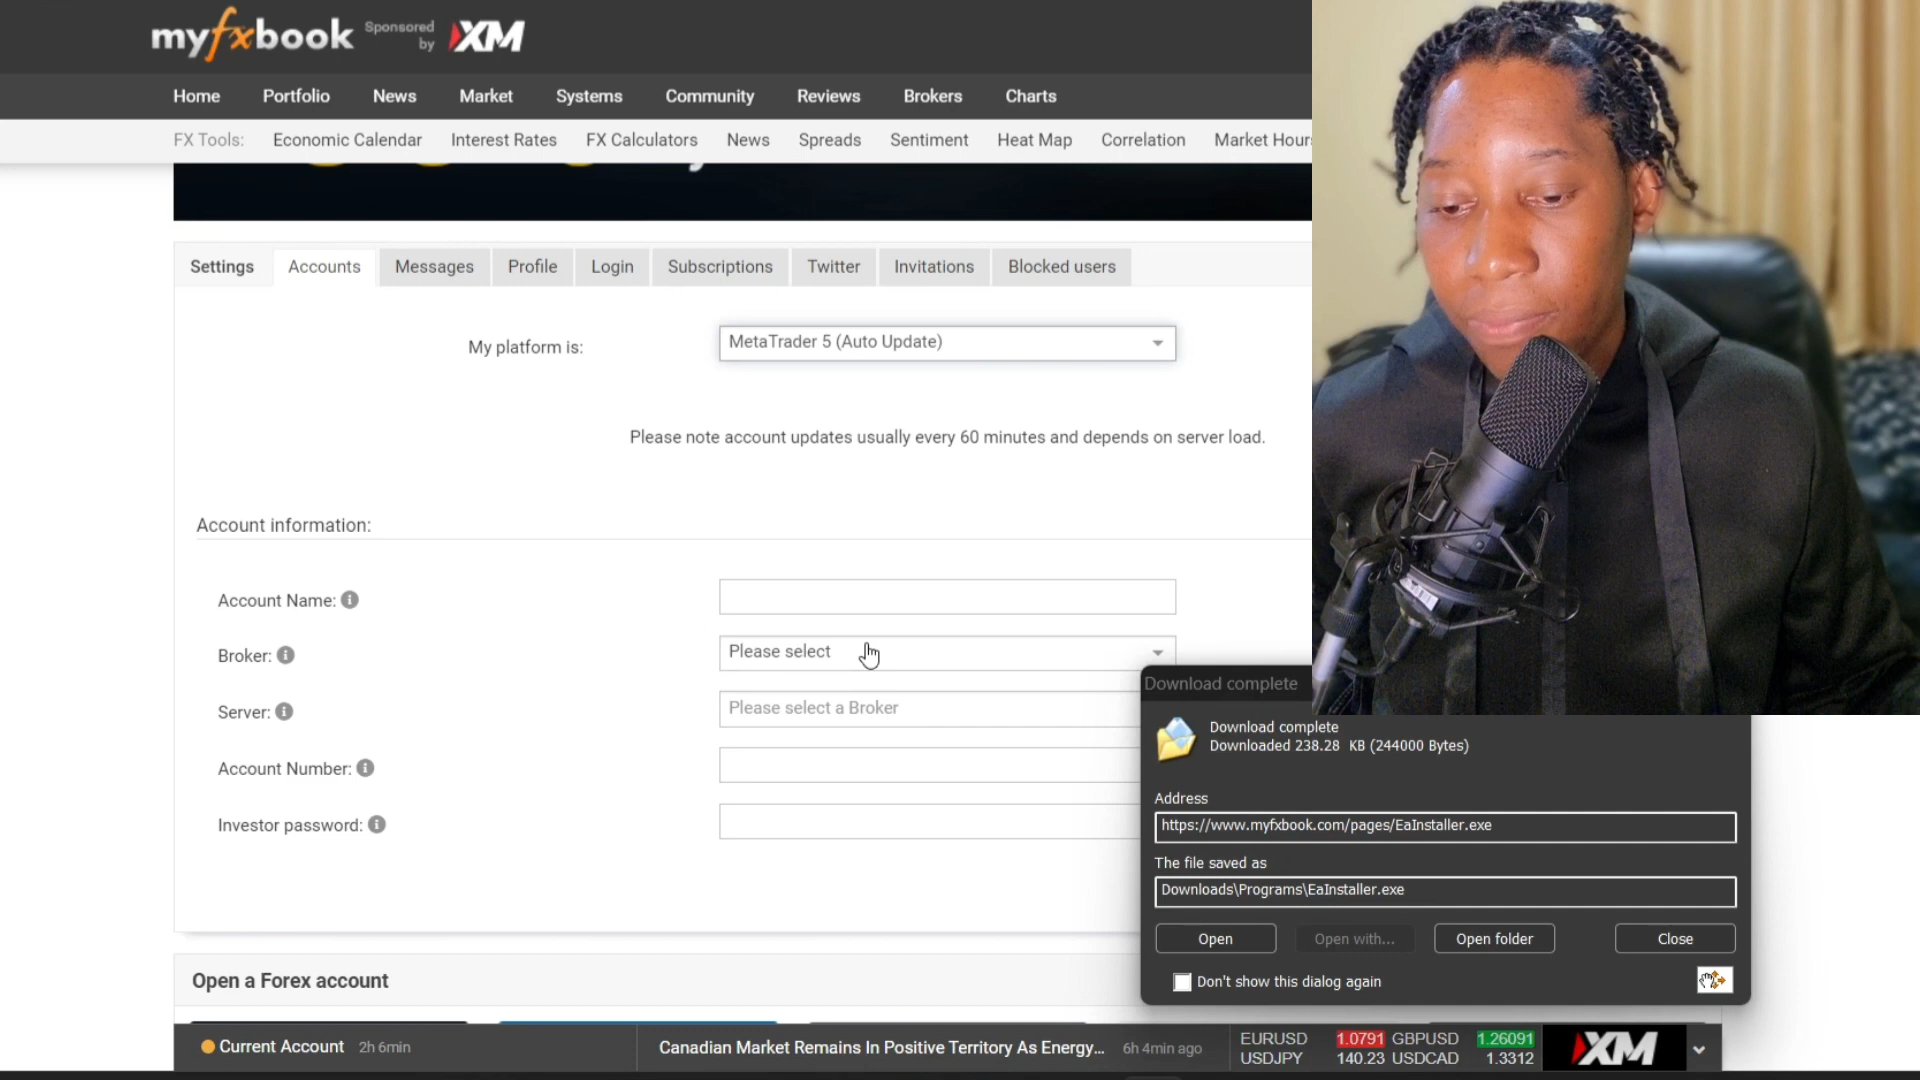 myfxbook Sponsored by XM
Home Portfolio News Market Systems Community Reviews Brokers Charts
FX Tools: Economic Calendar Interest Rates FX Calculators News Spreads Sentiment Heat Map Correlation Market Hours
Settings Accounts Messages Profile Login Subscriptions Twitter Invitations Blocked users
My platform is: MetaTrader 5 (Auto Update)
Please note account updates usually every 60 minutes and depends on server load.
Account information:
Account Name:
Broker: Please select
Server: Please select a Broker
Account Number:
Investor password:
Download complete
Download complete
Downloaded 238.28 KB (244000 Bytes)
Address
https://www.myfxbook.com/pages/EaInstaller.exe
The file saved as
Downloads\Programs\EaInstaller.exe
Open Open with... Open folder Close
Don't show this dialog again
Open a Forex account
Current Account 2h 6min
Canadian Market Remains In Positive Territory As Energy... 6h 4min ago
EURUSD 1.0791 GBPUSD 1.26091
USDJPY 140.23 USDCAD 1.3312
XM